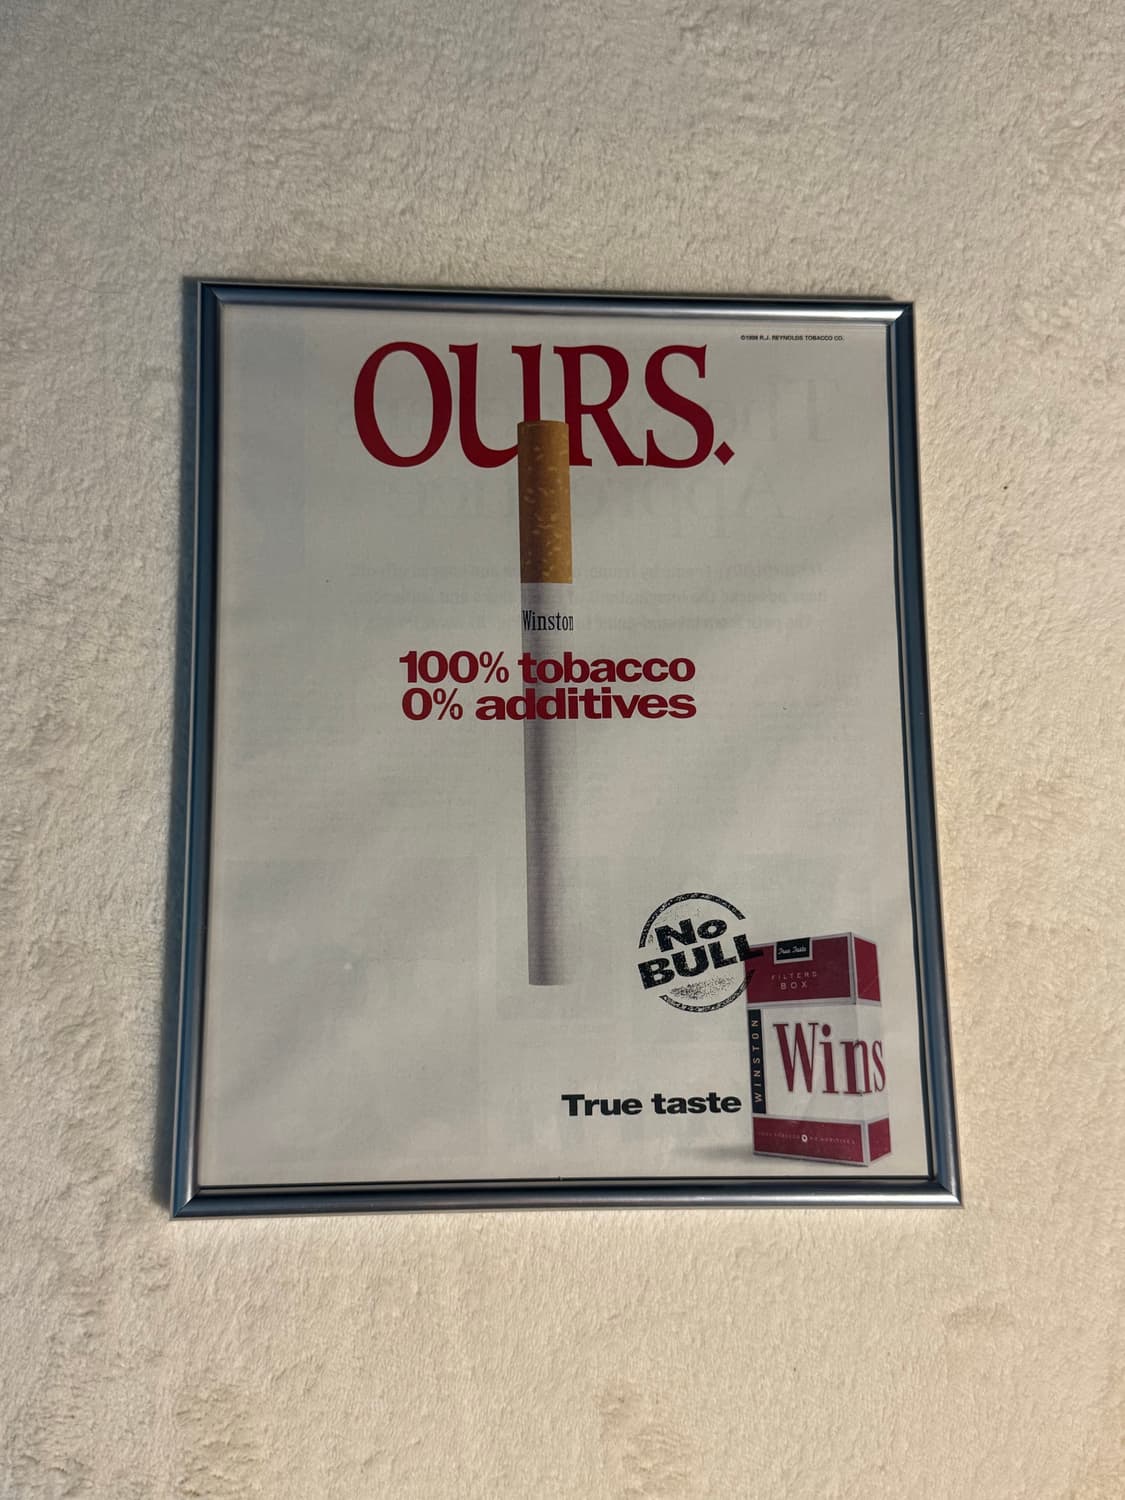 ©1998 R.J. REYNOLDS TOBACCO CO.
OURS.
Winston
100% tobacco
0% additives
No
BULL
True Taste
FILTERS
BOX
WINSTON
Wins
True taste